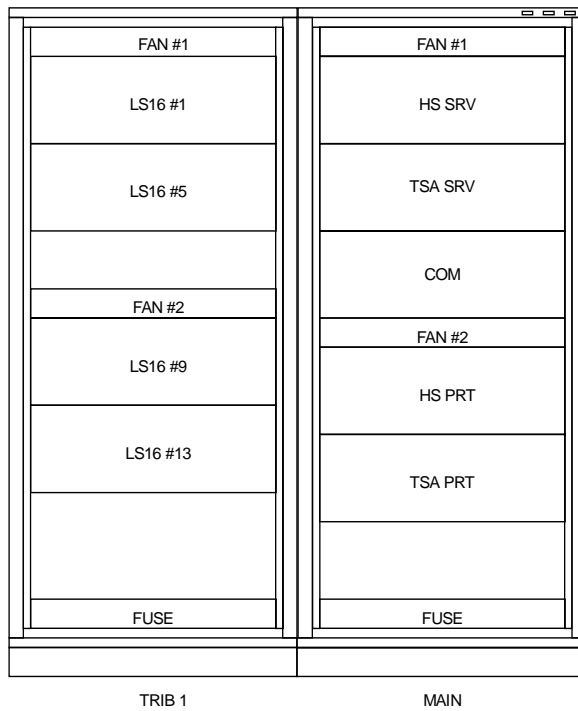 FAN #1
LS16 #1
LS16 #5
FAN #2
LS16 #9
LS16 #13
FUSE
TRIB 1
FAN #1
HS SRV
TSA SRV
COM
FAN #2
HS PRT
TSA PRT
FUSE
MAIN